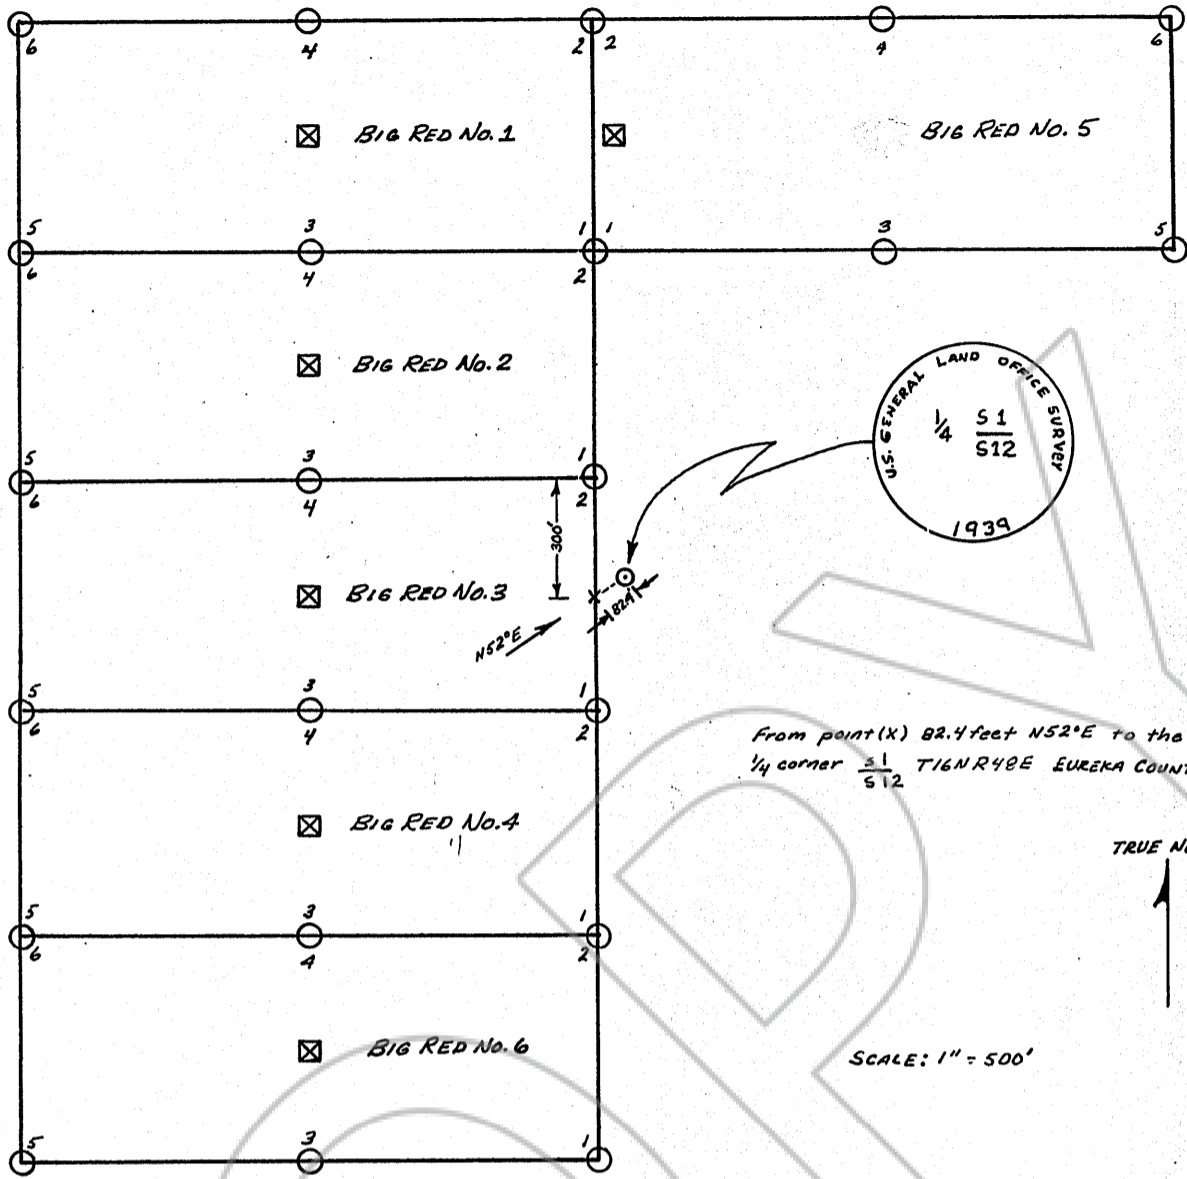 6 4 2 2 4 6
BIG RED No. 1
BIG RED No. 5
5 3 1 1 3 5
6 4 2
BIG RED No. 2
U.S. GENERAL LAND OFFICE SURVEY
1/4 S1
S12
1939
5 3 1
6 4 2
300'
BIG RED No. 3
82.4'
N52°E
5 3 1
6 4 2
From point (X) 82.4 feet N52°E to the
1/4 corner S1/S12 T16N R48E EUREKA COUNT
BIG RED No. 4
TRUE No
5 3 1
6 4 2
BIG RED No. 6
SCALE: 1" = 500'
5 3 1
COPY